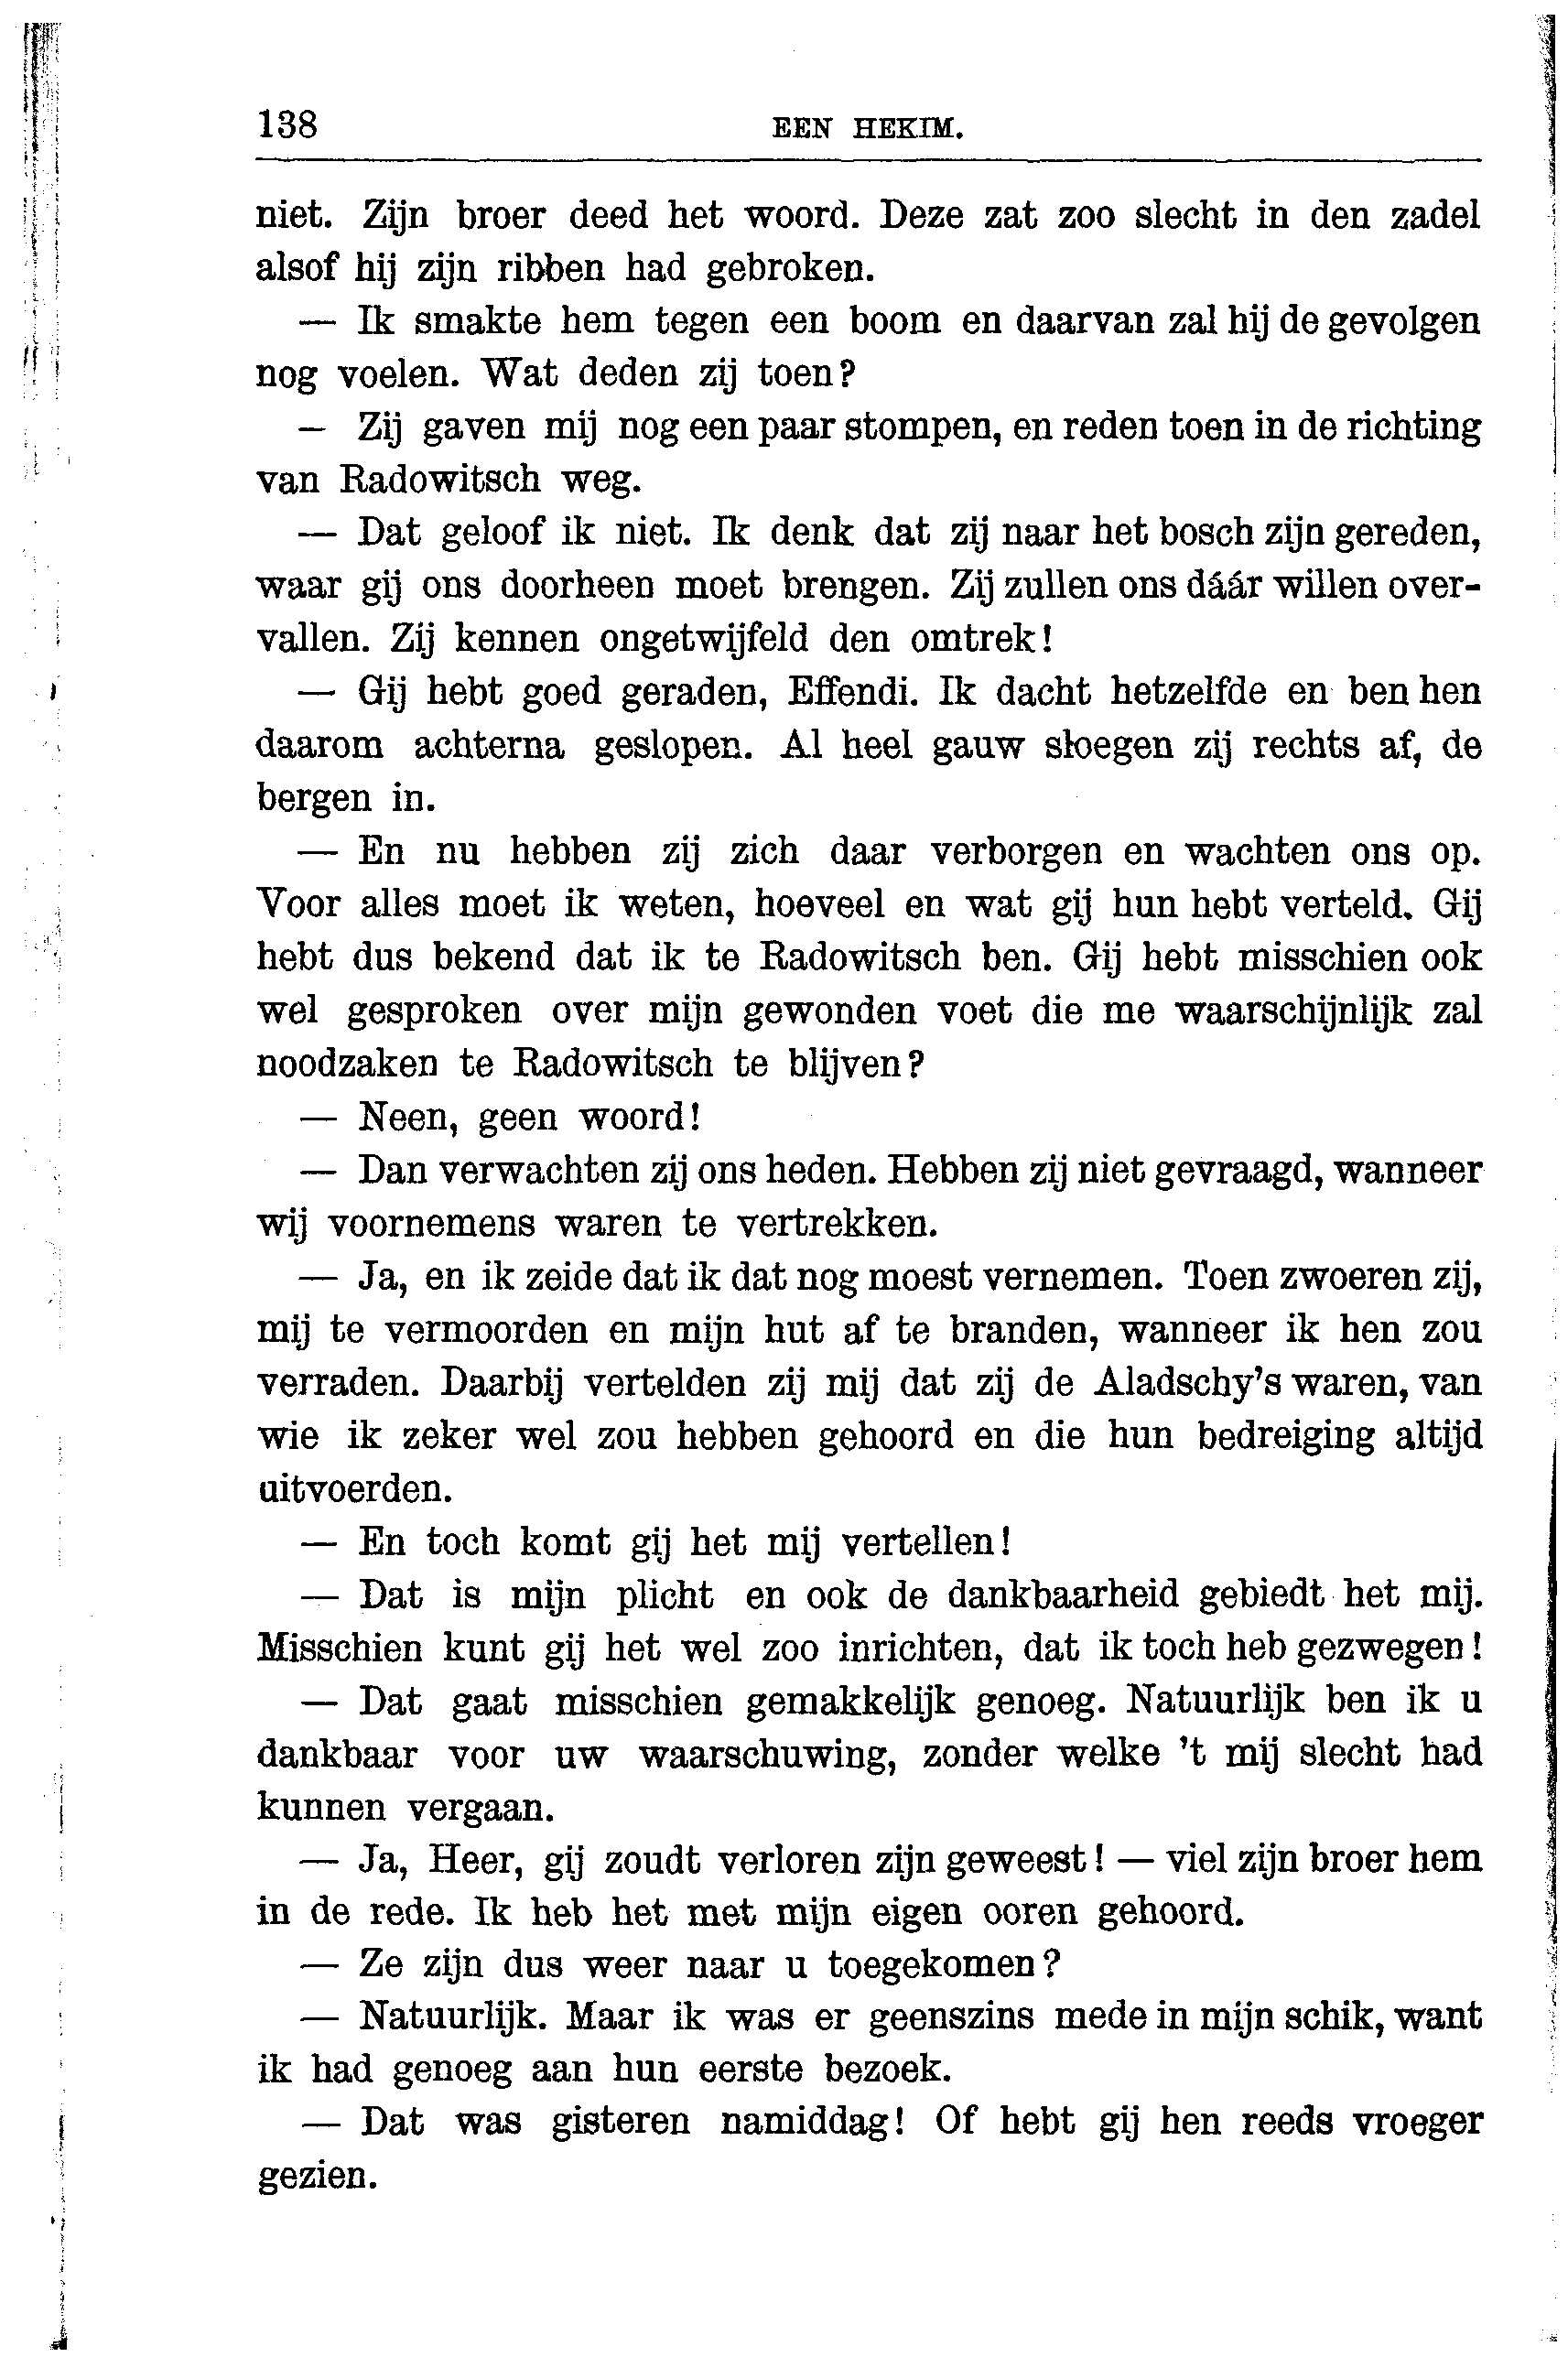 138 EEN HEKIM.
niet. Zijn broer deed het woord. Deze zat zoo slecht in den zadel
alsof hij zijn ribben had gebroken.
— Ik smakte hem tegen een boom en daarvan zal hij de gevolgen
nog voelen. Wat deden zij toen?
— Zij gaven mij nog een paar stompen, en reden toen in de richting
van Radowitsch weg.
— Dat geloof ik niet. Ik denk dat zij naar het bosch zijn gereden,
waar gij ons doorheen moet brengen. Zij zullen ons dáár willen over-
vallen. Zij kennen ongetwijfeld den omtrek!
— Gij hebt goed geraden, Effendi. Ik dacht hetzelfde en ben hen
daarom achterna geslopen. Al heel gauw sloegen zij rechts af, de
bergen in.
— En nu hebben zij zich daar verborgen en wachten ons op.
Voor alles moet ik weten, hoeveel en wat gij hun hebt verteld. Gij
hebt dus bekend dat ik te Radowitsch ben. Gij hebt misschien ook
wel gesproken over mijn gewonden voet die me waarschijnlijk zal
noodzaken te Radowitsch te blijven?
— Neen, geen woord!
— Dan verwachten zij ons heden. Hebben zij niet gevraagd, wanneer
wij voornemens waren te vertrekken.
— Ja, en ik zeide dat ik dat nog moest vernemen. Toen zwoeren zij,
mij te vermoorden en mijn hut af te branden, wanneer ik hen zou
verraden. Daarbij vertelden zij mij dat zij de Aladschy's waren, van
wie ik zeker wel zou hebben gehoord en die hun bedreiging altijd
uitvoerden.
— En toch komt gij het mij vertellen!
— Dat is mijn plicht en ook de dankbaarheid gebiedt het mij.
Misschien kunt gij het wel zoo inrichten, dat ik toch heb gezwegen!
— Dat gaat misschien gemakkelijk genoeg. Natuurlijk ben ik u
dankbaar voor uw waarschuwing, zonder welke 't mij slecht had
kunnen vergaan.
— Ja, Heer, gij zoudt verloren zijn geweest! — viel zijn broer hem
in de rede. Ik heb het met mijn eigen ooren gehoord.
— Ze zijn dus weer naar u toegekomen?
— Natuurlijk. Maar ik was er geenszins mede in mijn schik, want
ik had genoeg aan hun eerste bezoek.
— Dat was gisteren namiddag! Of hebt gij hen reeds vroeger
gezien.